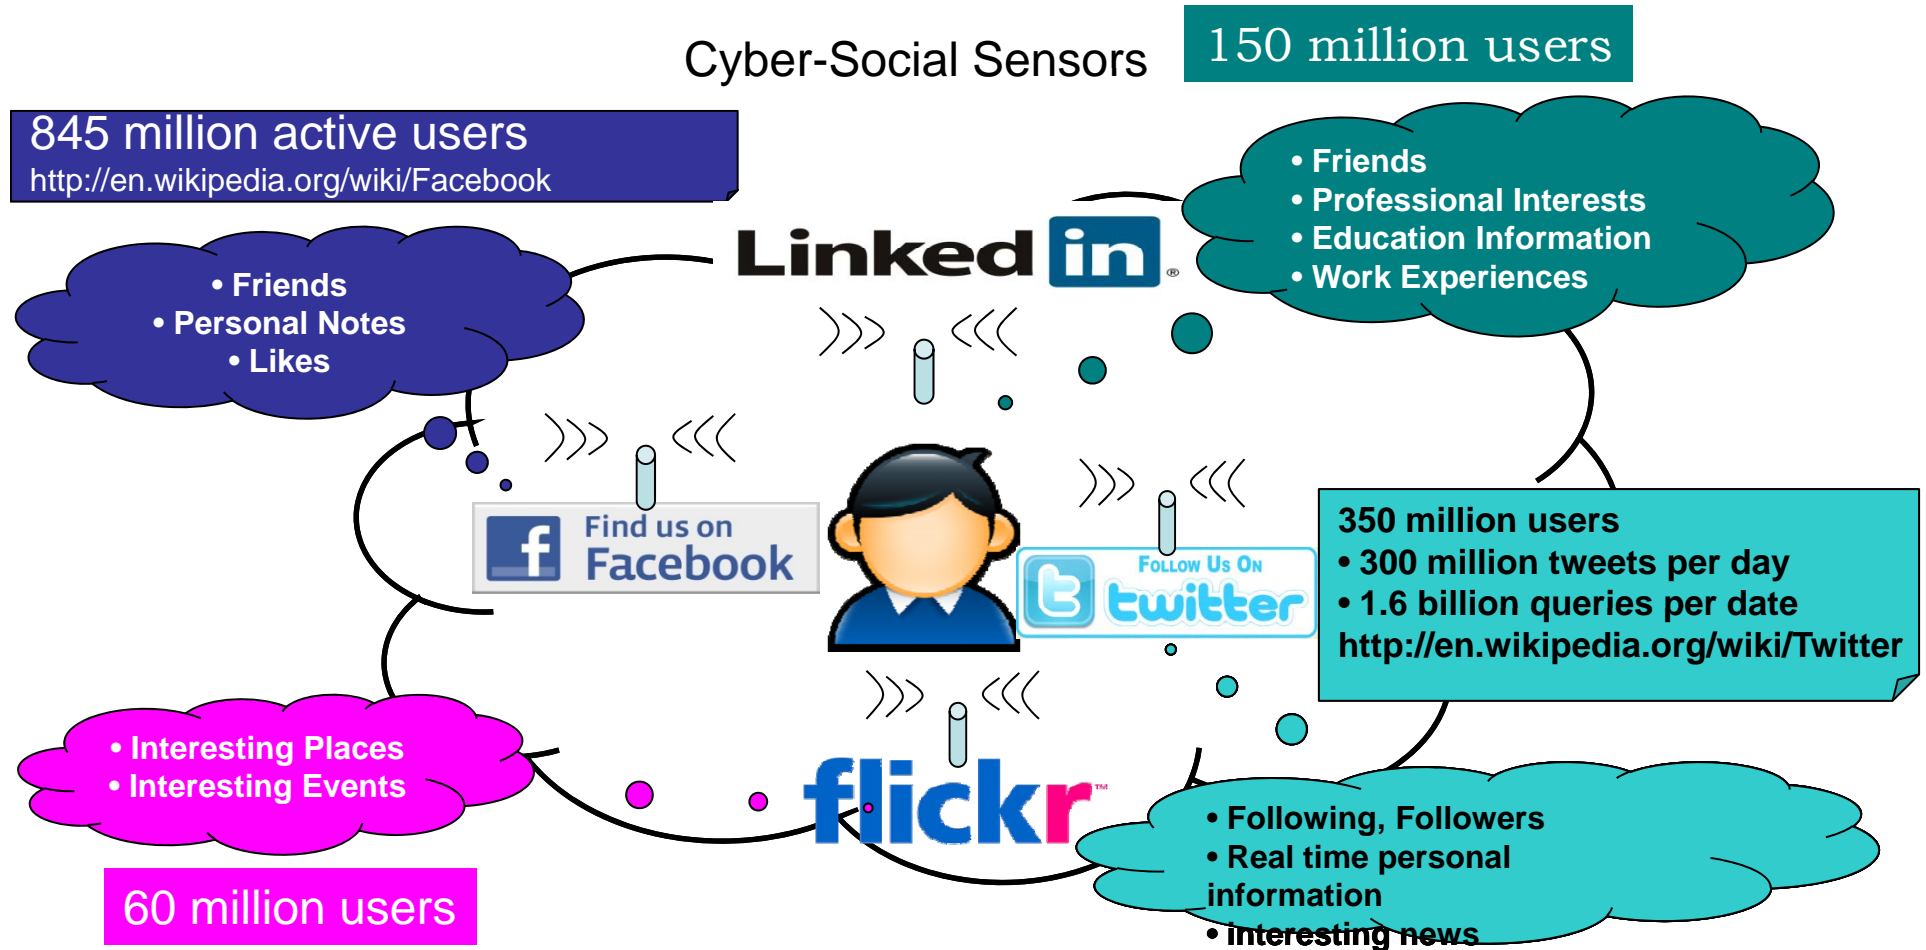 Cyber-Social Sensors
150 million users
845 million active users
http://en.wikipedia.org/wiki/Facebook
• Friends
• Professional Interests
• Education Information
• Work Experiences
Linked in ®
• Friends
• Personal Notes
• Likes
Find us on
Facebook
Follow Us On
twitter
350 million users
• 300 million tweets per day
• 1.6 billion queries per date
http://en.wikipedia.org/wiki/Twitter
• Interesting Places
• Interesting Events
flickr™
• Following, Followers
• Real time personal
information
• interesting news
60 million users